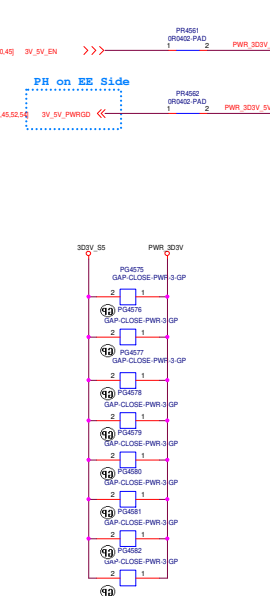 PR4561
0R0402-PAD
0,45] 3V_5V_EN 1 2 PWR_3D3V_
PH on EE Side
PR4562
0R0402-PAD
,45,52,54] 3V_5V_PWRGD 1 2 PWR_3D3V_5V
3D3V_S5 PWR_3D3V
PG4575
GAP-CLOSE-PWR-3-GP
2 1
PG4576
GAP-CLOSE-PWR-3-GP
2 1
PG4577
GAP-CLOSE-PWR-3-GP
2 1
PG4578
GAP-CLOSE-PWR-3-GP
2 1
PG4579
GAP-CLOSE-PWR-3-GP
2 1
PG4580
GAP-CLOSE-PWR-3-GP
2 1
PG4581
GAP-CLOSE-PWR-3-GP
2 1
PG4582
GAP-CLOSE-PWR-3-GP
2 1